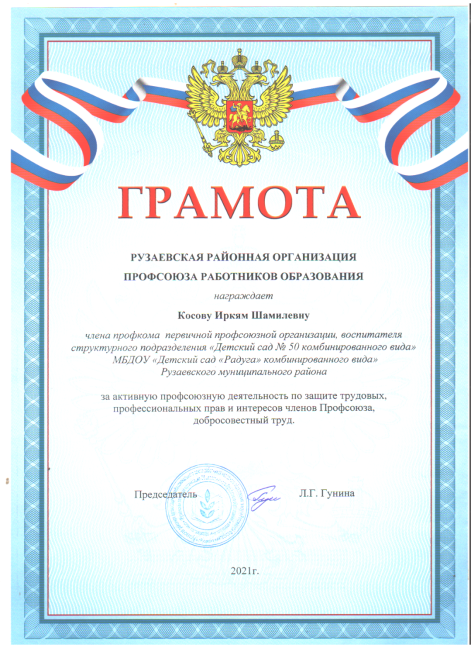 ГРАМОТА
РУЗАЕВСКАЯ РАЙОННАЯ ОРГАНИЗАЦИЯ
ПРОФСОЮЗА РАБОТНИКОВ ОБРАЗОВАНИЯ
награждает
Косову Иркям Шамилевну
члена профкома первичной профсоюзной организации, воспитателя
структурного подразделения «Детский сад № 50 комбинированного вида»
МБДОУ «Детский сад «Радуга» комбинированного вида»
Рузаевского муниципального района
за активную профсоюзную деятельность по защите трудовых,
профессиональных прав и интересов членов Профсоюза,
добросовестный труд.
Председатель Л.Г. Гунина
2021г.